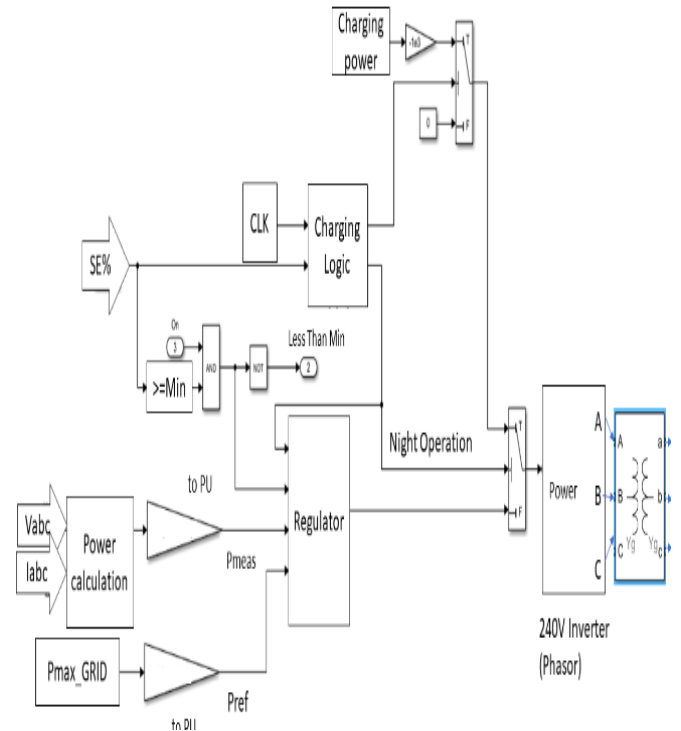 Charging
power
-1e3
T
0
F
CLK
Charging
Logic
SE%
On
3
>=Min
AND
NOT
Less Than Min
2
Night Operation
T
F
to PU
Regulator
Vabc
Iabc
Power
calculation
Pmeas
Pmax_GRID
Pref
to PU
Power
A
B
C
A
B
C
a
b
c
Yg
Yg
240V Inverter
(Phasor)